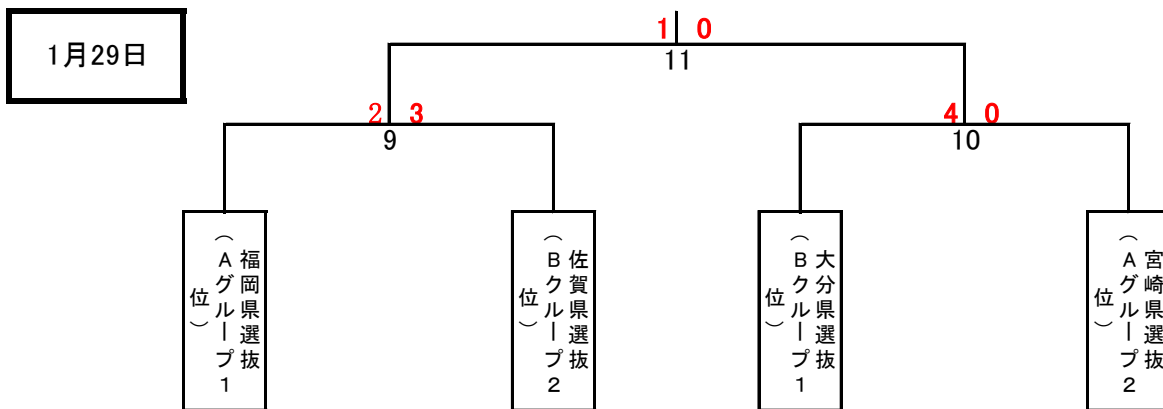 1月29日
1 0
11
2 3
9
4 0
10
福岡県選抜
（Aグループ1
位）
佐賀県選抜
（Bクループ2
位）
大分県選抜
（Bクループ1
位）
宮崎県選抜
（Aグループ2
位）